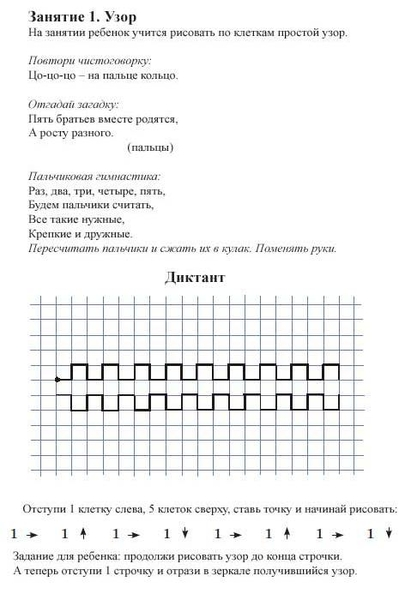 Занятие 1. Узор
На занятии ребенок учится рисовать по клеткам простой узор.
Повтори чистоговорку:
Цо-цо-цо – на пальце кольцо.
Отгадай загадку:
Пять братьев вместе родятся,
А росту разного.
(пальцы)
Пальчиковая гимнастика:
Раз, два, три, четыре, пять,
Будем пальчики считать,
Все такие нужные,
Крепкие и дружные.
Пересчитать пальчики и сжать их в кулак. Поменять руки.
Диктант
Отступи 1 клетку слева, 5 клеток сверху, ставь точку и начинай рисовать:
1 → 1 ↑ 1 → 1 ↓ 1 → 1 ↑ 1 → 1 ↓
Задание для ребенка: продолжи рисовать узор до конца строчки.
А теперь отступи 1 строчку и отрази в зеркале получившийся узор.